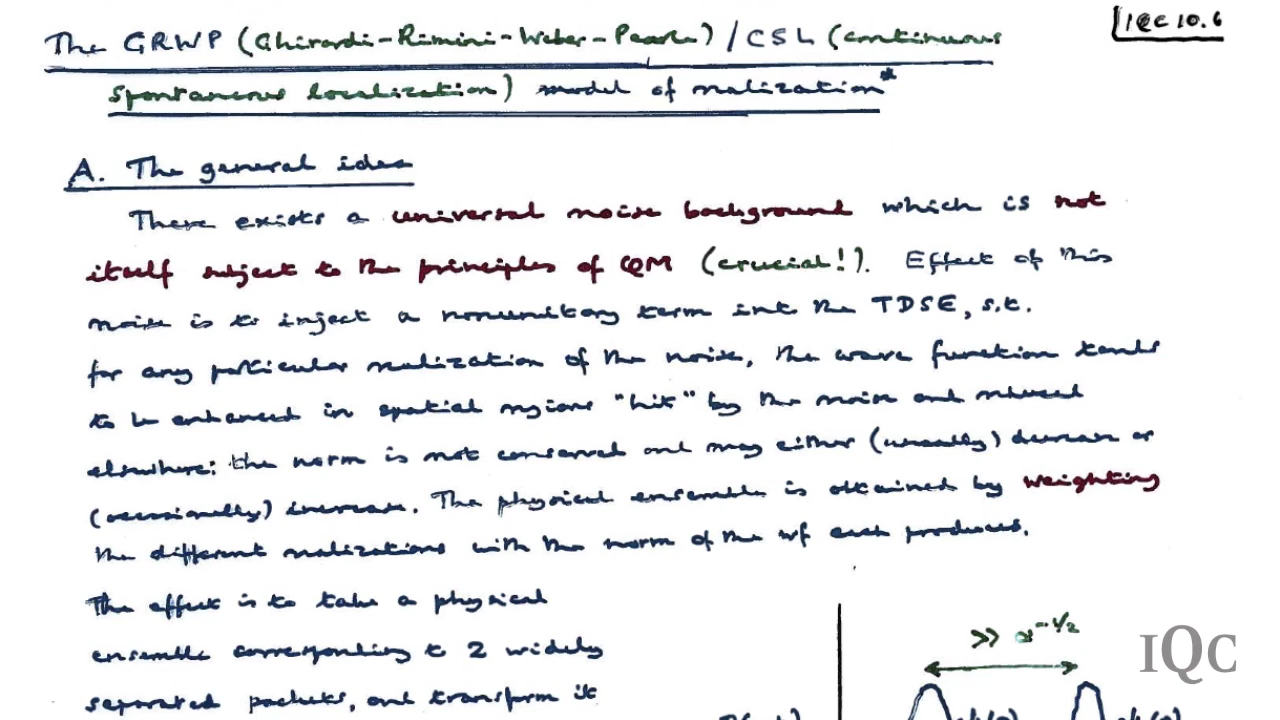 The GRWP (Ghirardi-Rimini-Weber-Pearle) / CSL (continuous
IQC 10.6
spontaneous localization) model of realization*
A. The general idea
There exists a universal noise background which is not
itself subject to the principles of QM (crucial!). Effect of this
noise is to inject a nonunitary term into the TDSE, s.t.
for any particular realization of the noise, the wave function tends
to be enhanced in spatial regions "hit" by the noise and reduced
elsewhere: the norm is not conserved and may either (usually) decrease or
(occasionally) increase. The physical ensemble is obtained by weighting
the different realizations with the norm of the wf each produces.
The effect is to take a physical
ensemble corresponding to 2 widely
separated packets, and transform it
≫ α^-1/2
IQC